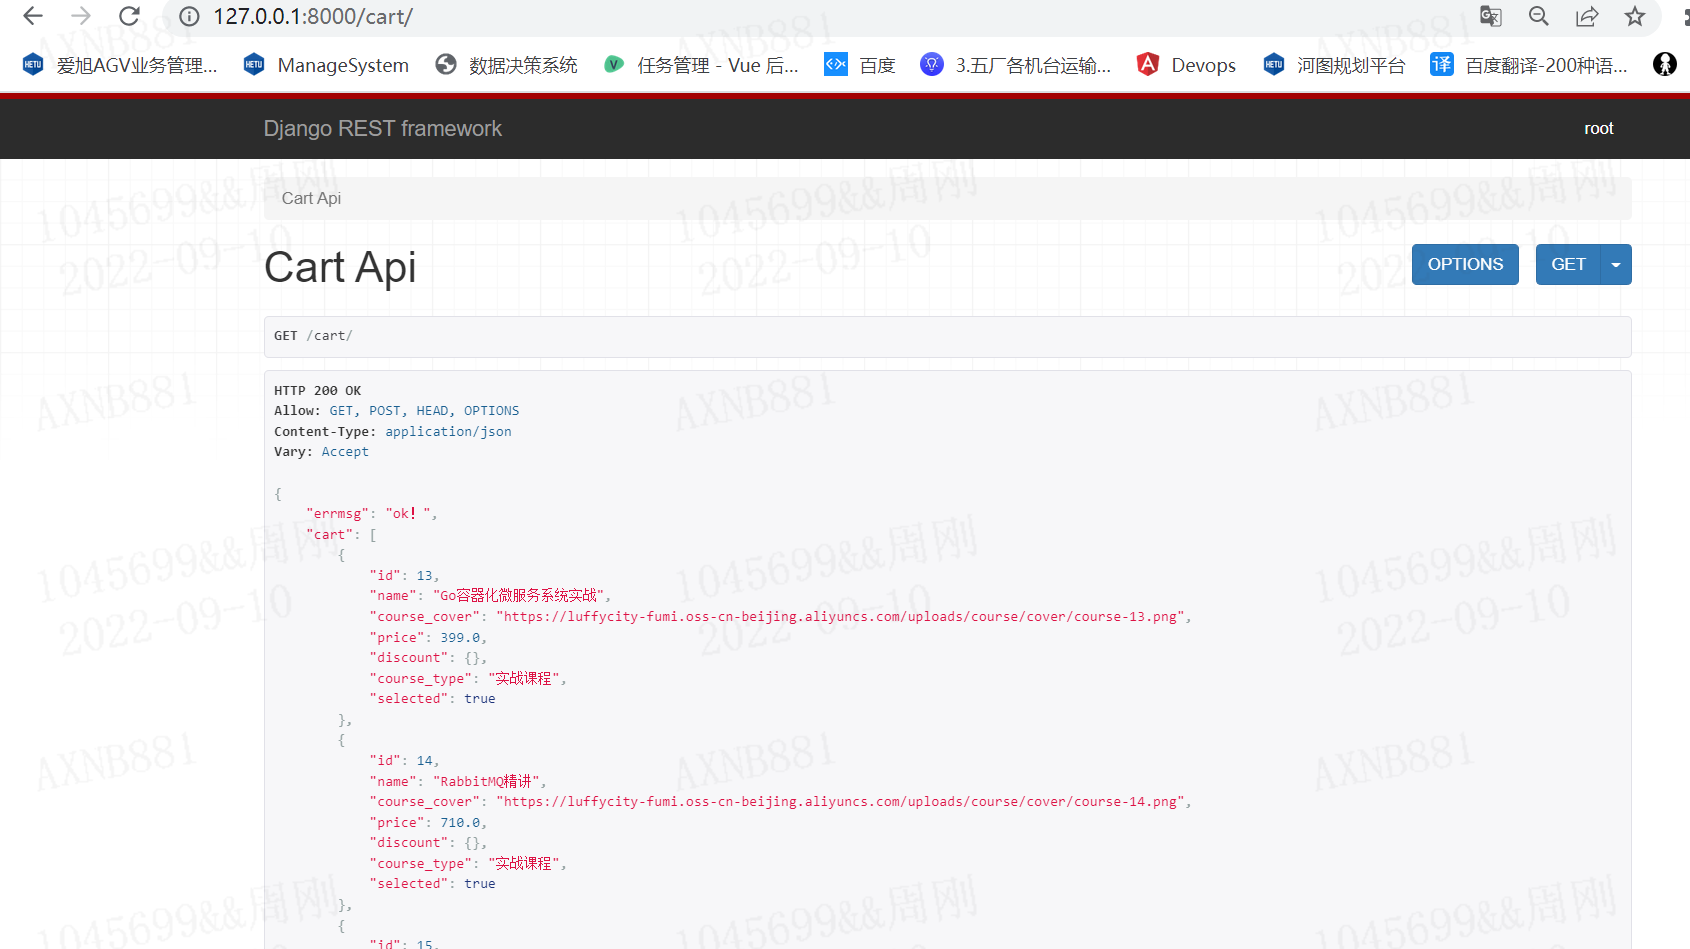 127.0.0.1:8000/cart/
爱旭AGV业务管理... ManageSystem 数据决策系统 任务管理 - Vue 后... 百度 3.五厂各机台运输... Devops 河图规划平台 百度翻译-200种语...
Django REST framework root
Cart Api
Cart Api OPTIONS GET
GET /cart/
HTTP 200 OK
Allow: GET, POST, HEAD, OPTIONS
Content-Type: application/json
Vary: Accept
{
"errmsg": "ok！",
"cart": [
{
"id": 13,
"name": "Go容器化微服务系统实战",
"course_cover": "https://luffycity-fumi.oss-cn-beijing.aliyuncs.com/uploads/course/cover/course-13.png",
"price": 399.0,
"discount": {},
"course_type": "实战课程",
"selected": true
},
{
"id": 14,
"name": "RabbitMQ精讲",
"course_cover": "https://luffycity-fumi.oss-cn-beijing.aliyuncs.com/uploads/course/cover/course-14.png",
"price": 710.0,
"discount": {},
"course_type": "实战课程",
"selected": true
},
{
"id": 15,
AXNB881
1045699&&周刚
2022-09-10